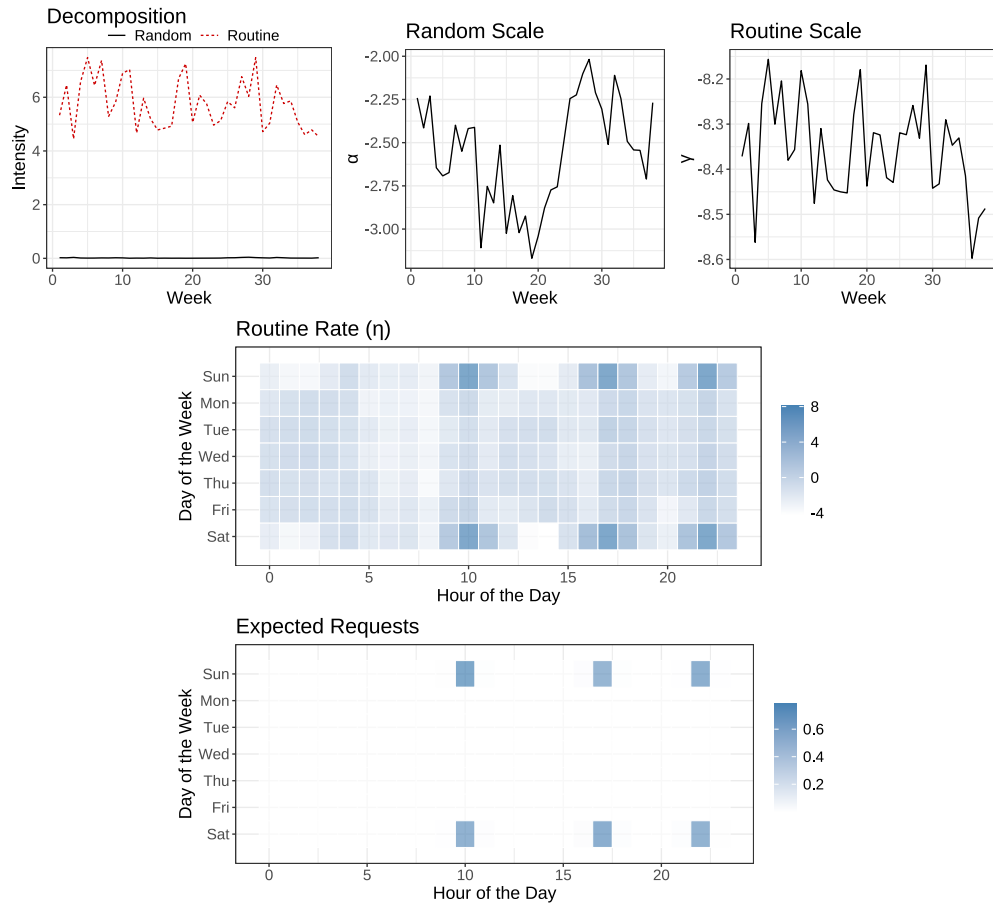 Decomposition
Random Routine
Intensity
6
4
2
0
0 10 20 30
Week
Random Scale
α
-2.00
-2.25
-2.50
-2.75
-3.00
0 10 20 30
Week
Routine Scale
γ
-8.2
-8.3
-8.4
-8.5
-8.6
0 10 20 30
Week
Routine Rate (η)
Day of the Week
Sun
Mon
Tue
Wed
Thu
Fri
Sat
0 5 10 15 20
Hour of the Day
8
4
0
-4
Expected Requests
Day of the Week
Sun
Mon
Tue
Wed
Thu
Fri
Sat
0 5 10 15 20
Hour of the Day
0.6
0.4
0.2